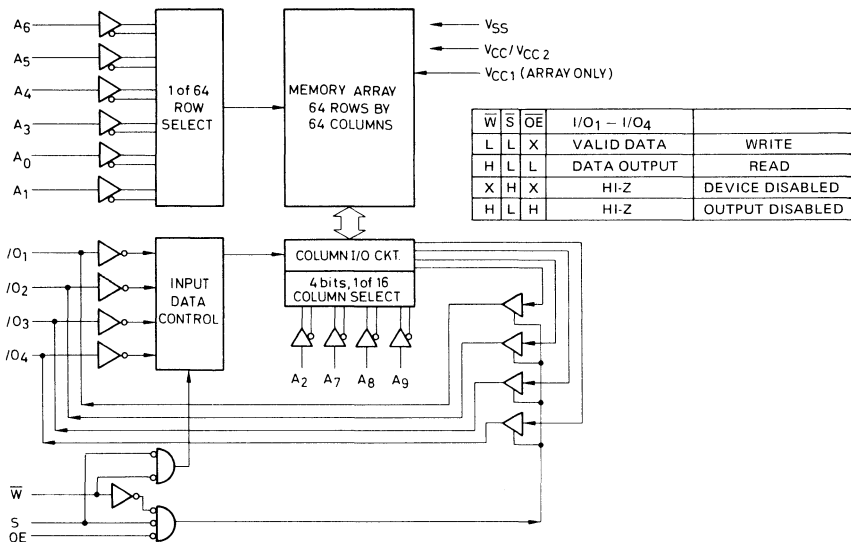 A6
A5
A4
A3
A0
A1
1 of 64
ROW
SELECT
MEMORY ARRAY
64 ROWS BY
64 COLUMNS
VSS
VCC/VCC2
VCC1 (ARRAY ONLY)
W̅ S̅ O̅E̅ I/O1 – I/O4
L L X VALID DATA WRITE
H L L DATA OUTPUT READ
X H X HI-Z DEVICE DISABLED
H L H HI-Z OUTPUT DISABLED
/O1
/O2
/O3
/O4
INPUT
DATA
CONTROL
COLUMN I/O CKT.
4 bits, 1 of 16
COLUMN SELECT
A2 A7 A8 A9
W̅
S
OE